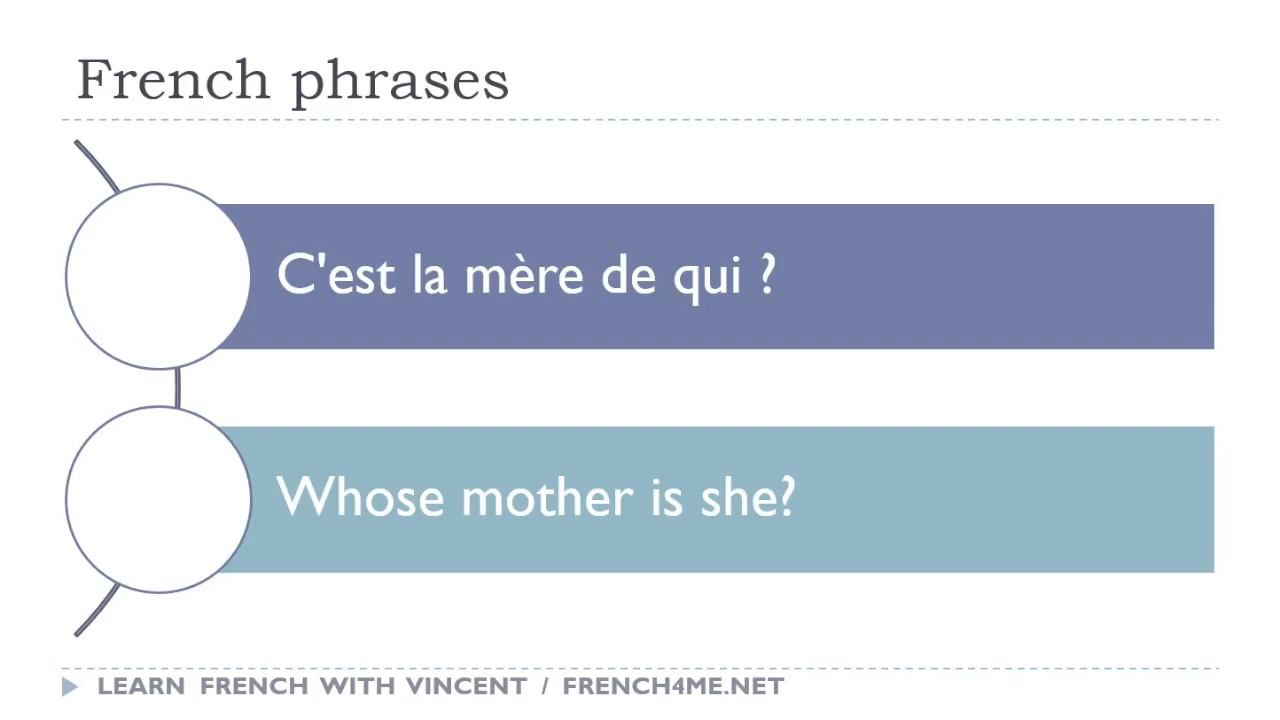 French phrases
C'est la mère de qui ?
Whose mother is she?
LEARN FRENCH WITH VINCENT / FRENCH4ME.NET